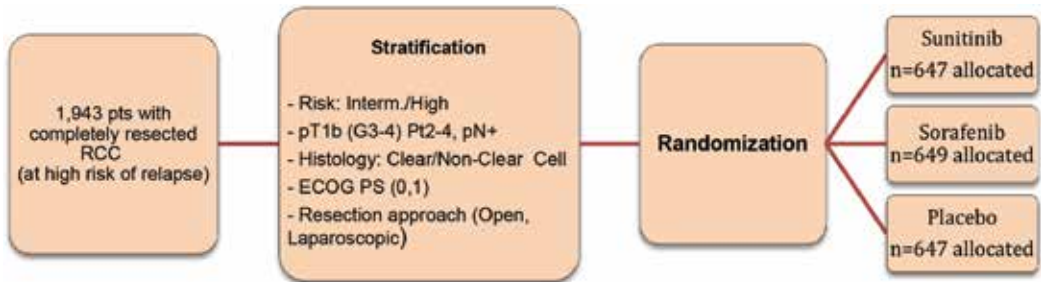 1,943 pts with
completely resected
RCC
(at high risk of relapse)
Stratification
- Risk: Interm./High
- pT1b (G3-4) Pt2-4, pN+
- Histology: Clear/Non-Clear Cell
- ECOG PS (0,1)
- Resection approach (Open,
Laparoscopic)
Randomization
Sunitinib
n=647 allocated
Sorafenib
n=649 allocated
Placebo
n=647 allocated